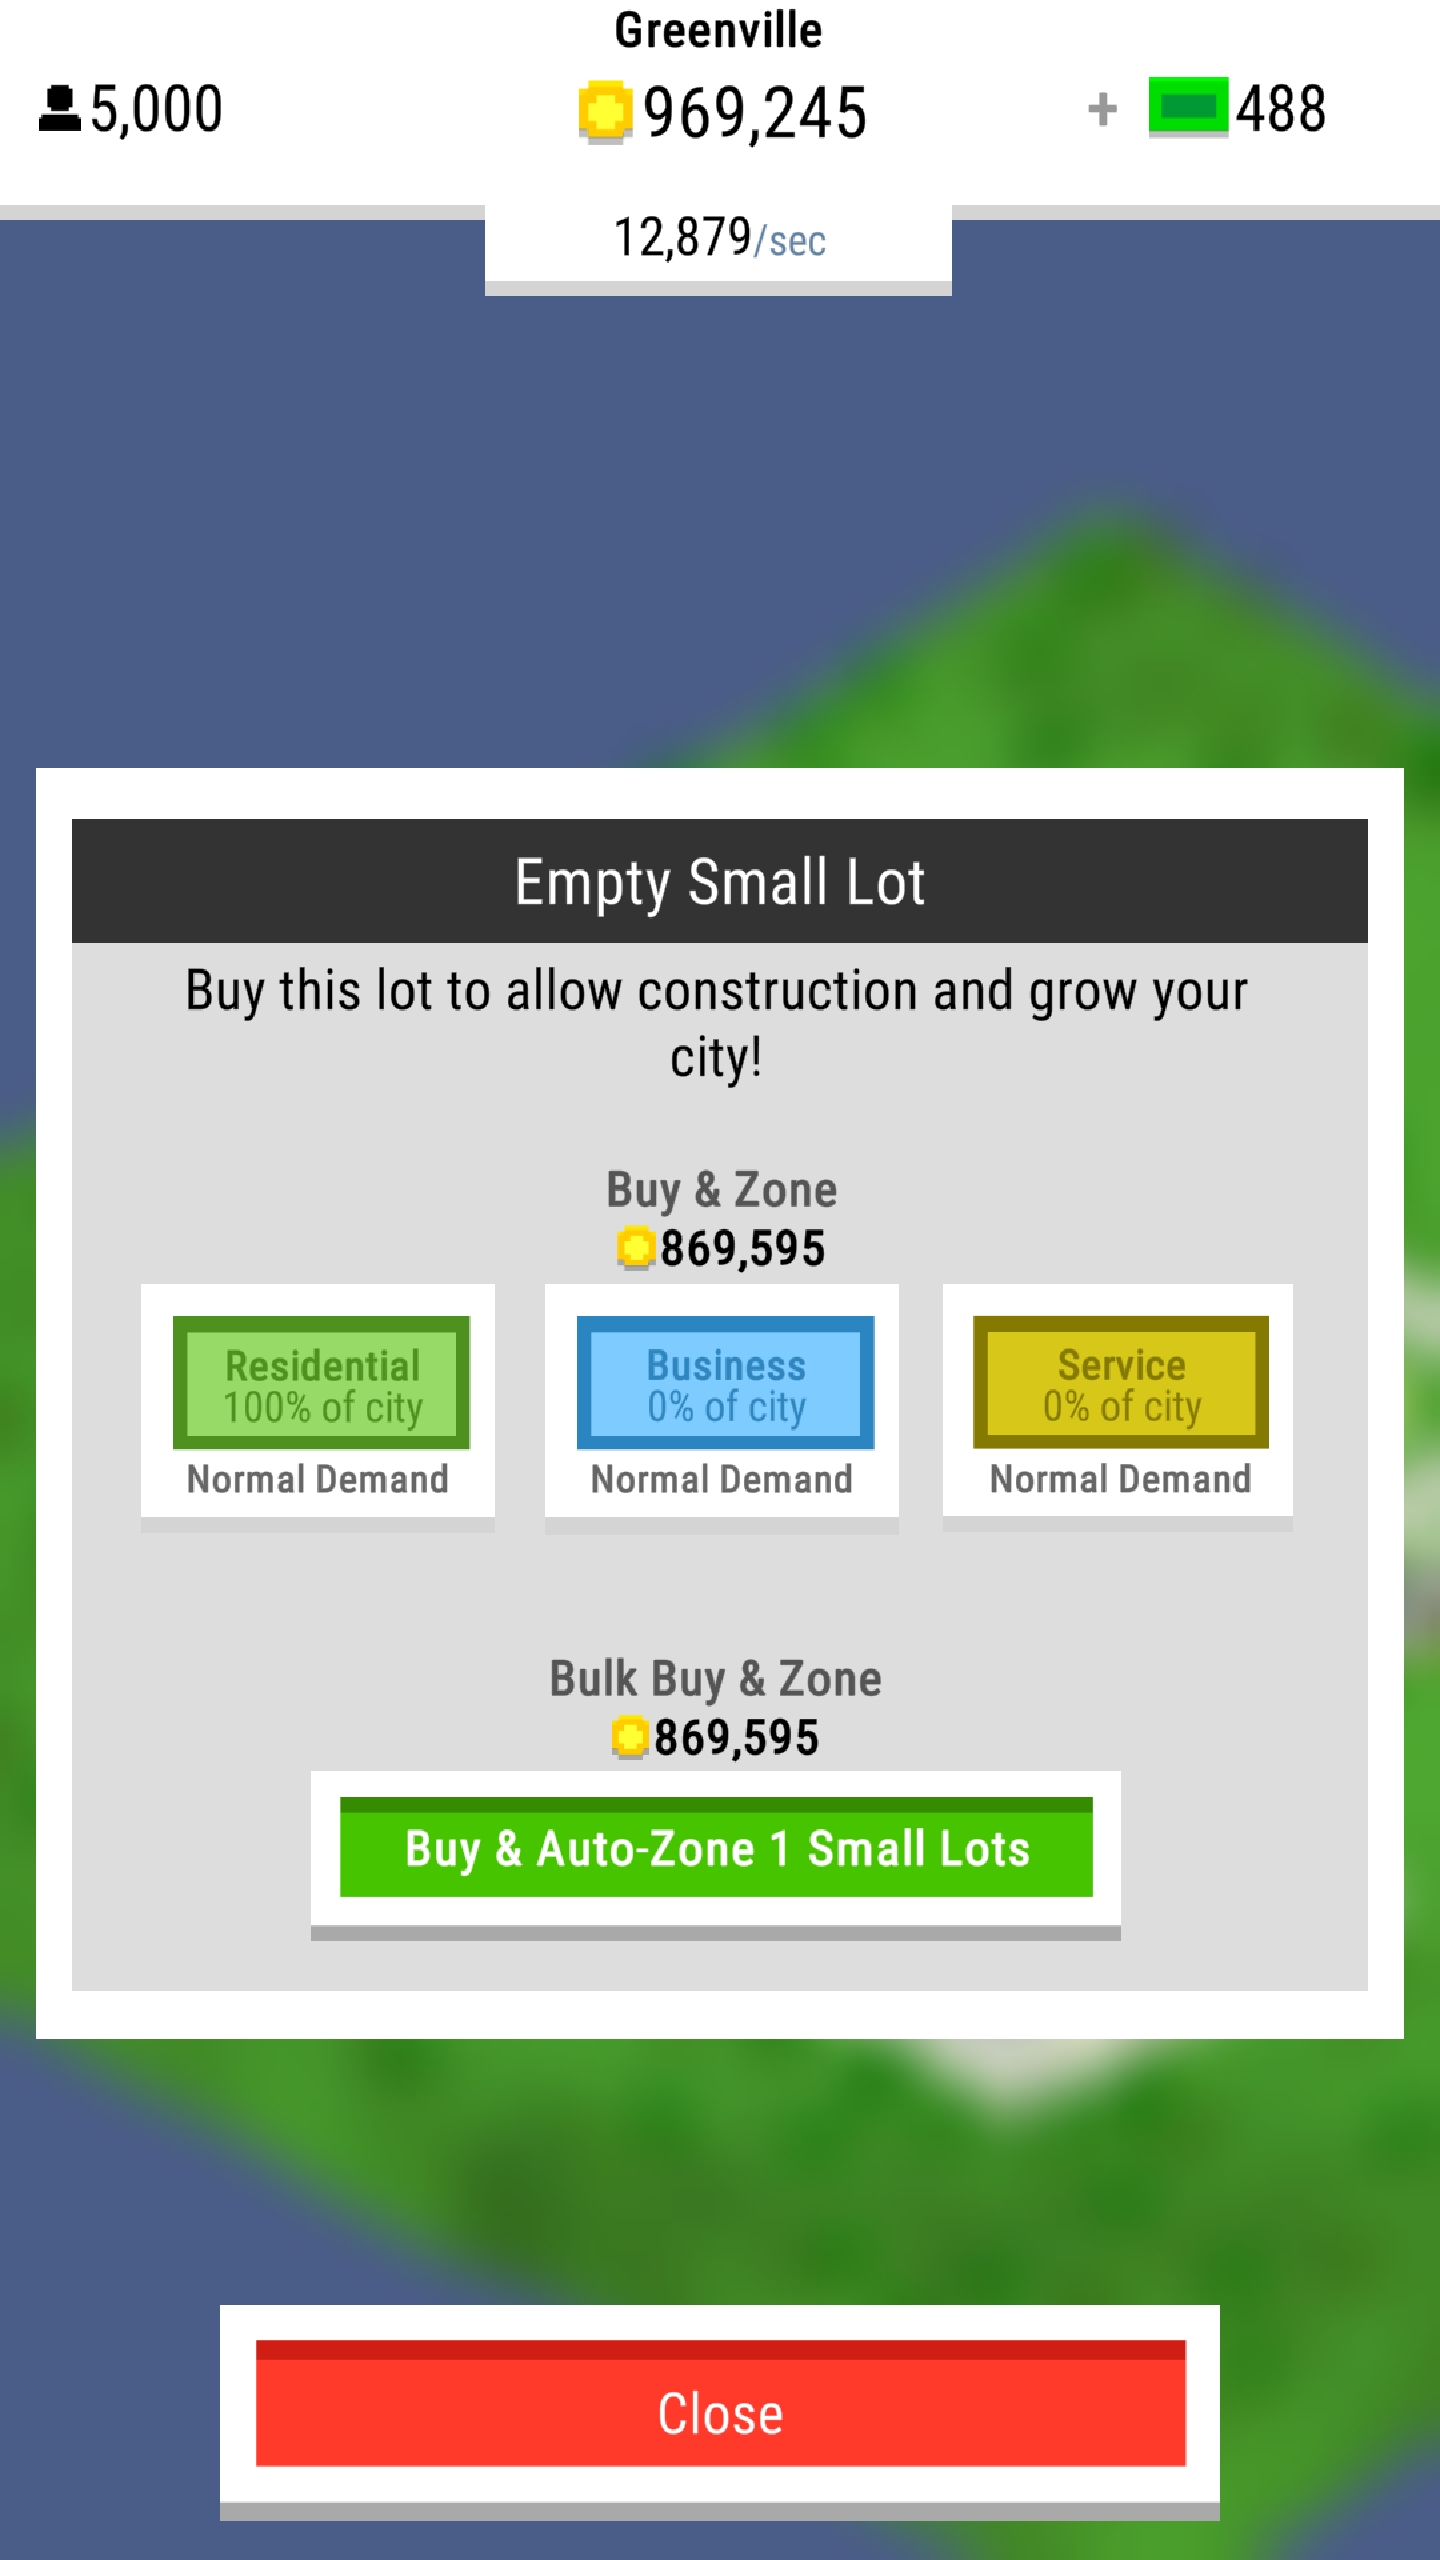 Greenville
5,000
969,245
+ 488
12,879/sec
Empty Small Lot
Buy this lot to allow construction and grow your
city!
Buy & Zone
869,595
Residential
100% of city
Normal Demand
Business
0% of city
Normal Demand
Service
0% of city
Normal Demand
Bulk Buy & Zone
869,595
Buy & Auto-Zone 1 Small Lots
Close